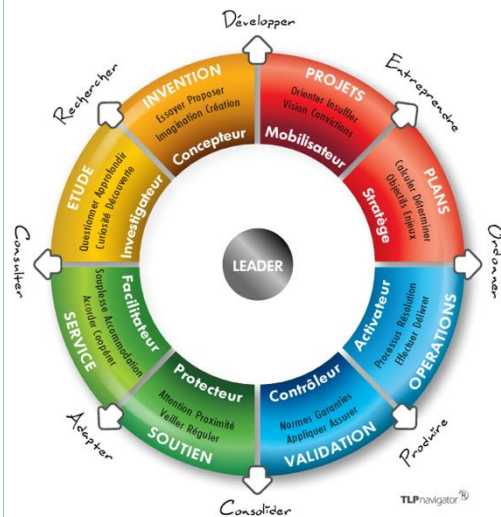 Développer
Entreprendre
Ordonner
Produire
Consolider
Adapter
Consulter
Rechercher
PROJETS
Orienter Insuffler
Vision Convictions
Mobilisateur
PLANS
Calculer Déterminer
Objectifs Enjeux
Stratège
OPERATIONS
Effectuer Délivrer
Processus Résolution
Activateur
Contrôleur
Normes Garanties
Appliquer Assurer
VALIDATION
Protecteur
Attention Proximité
Veiller Réguler
SOUTIEN
SERVICE
Accorder Coopérer
Souplesse Accommodation
Facilitateur
ETUDE
Questionner Approfondir
Curiosité Découverte
Investigateur
INVENTION
Essayer Proposer
Imagination Création
Concepteur
LEADER
TLPnavigator ®